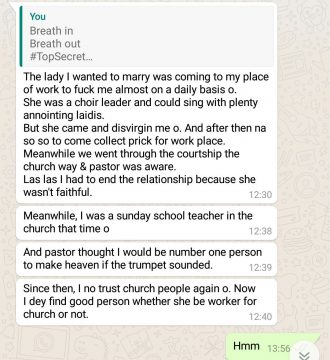 You
Breath in
Breath out
#TopSecret...
The lady I wanted to marry was coming to my place
of work to fuck me almost on a daily basis o.
She was a choir leader and could sing with plenty
annointing laidis.
But she came and disvirgin me o. And after then na
so so to come collect prick for work place.
Meanwhile we went through the courtship the
church way & pastor was aware.
Las las I had to end the relationship because she
wasn't faithful.
12:30
Meanwhile, I was a sunday school teacher in the
church that time o
12:38
And pastor thought I would be number one person
to make heaven if the trumpet sounded.
12:39
Since then, I no trust church people again o. Now
I dey find good person whether she be worker for
church or not.
12:40
Hmm
13:56